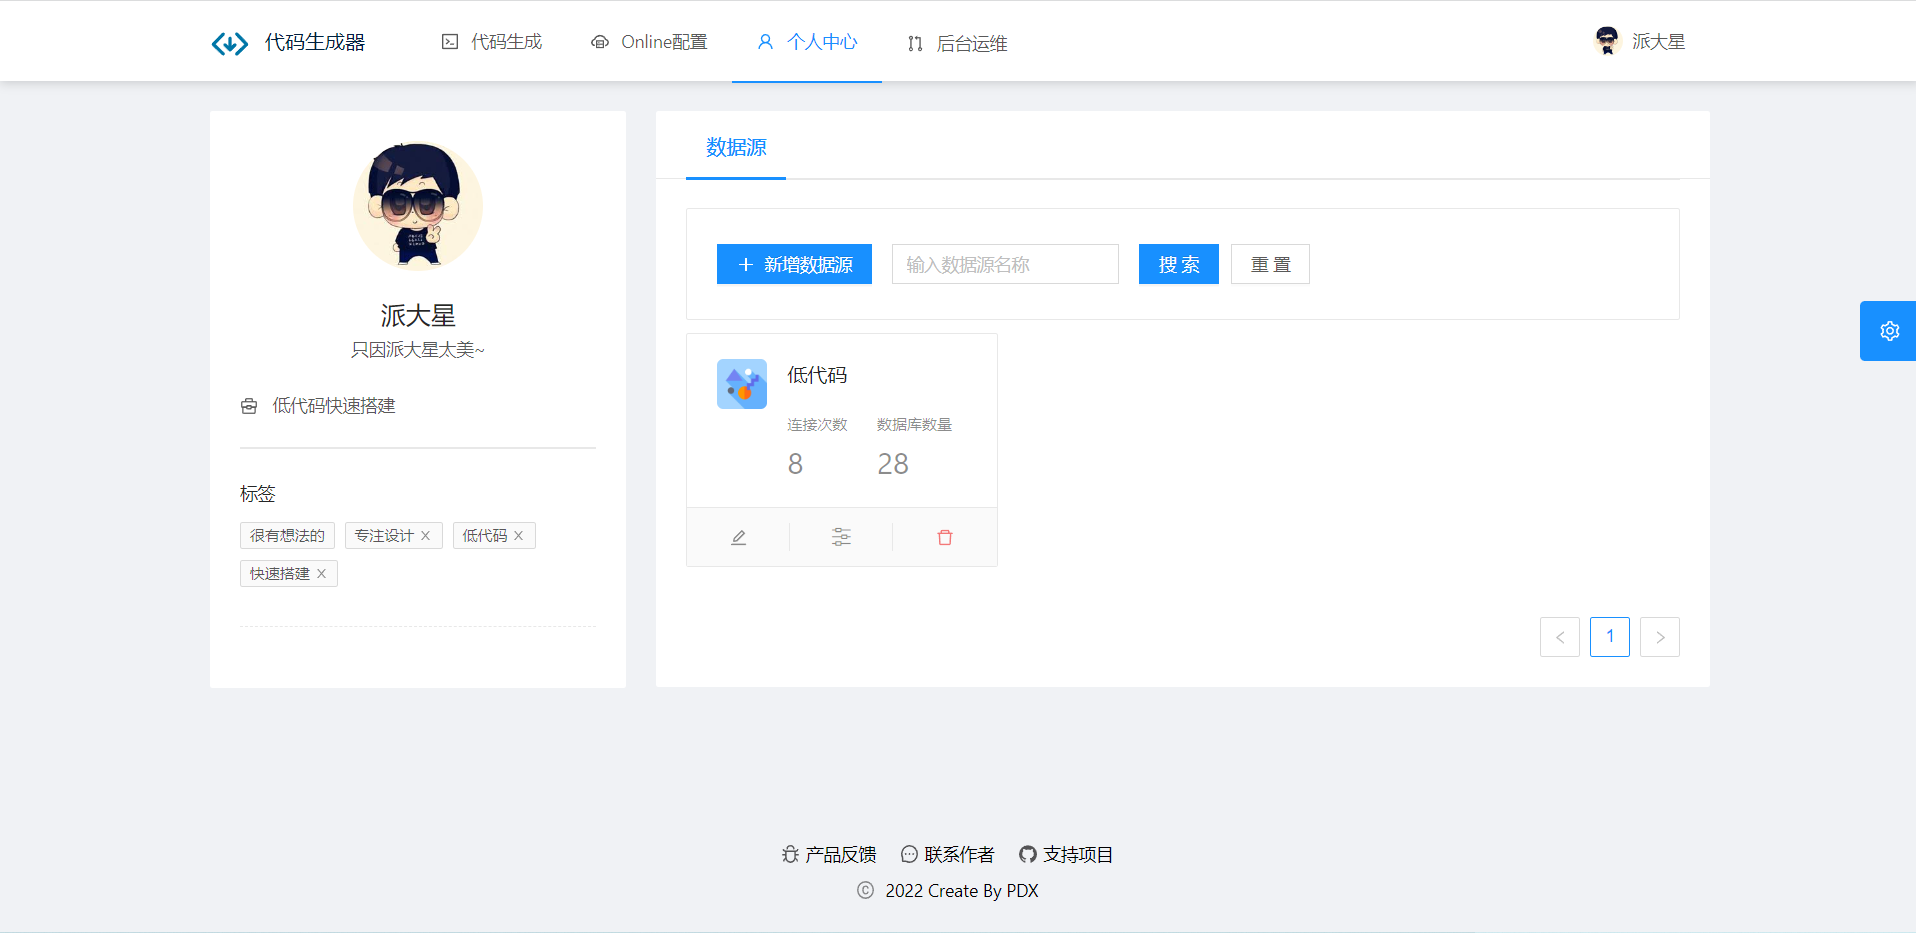 代码生成器 代码生成 Online配置 个人中心 后台运维 派大星
数据源
新增数据源 输入数据源名称 搜索 重置
派大星
只因派大星太美~
低代码快速搭建
标签
很有想法的 专注设计 低代码
快速搭建
低代码
连接次数 数据库数量
8 28
1
产品反馈 联系作者 支持项目
© 2022 Create By PDX